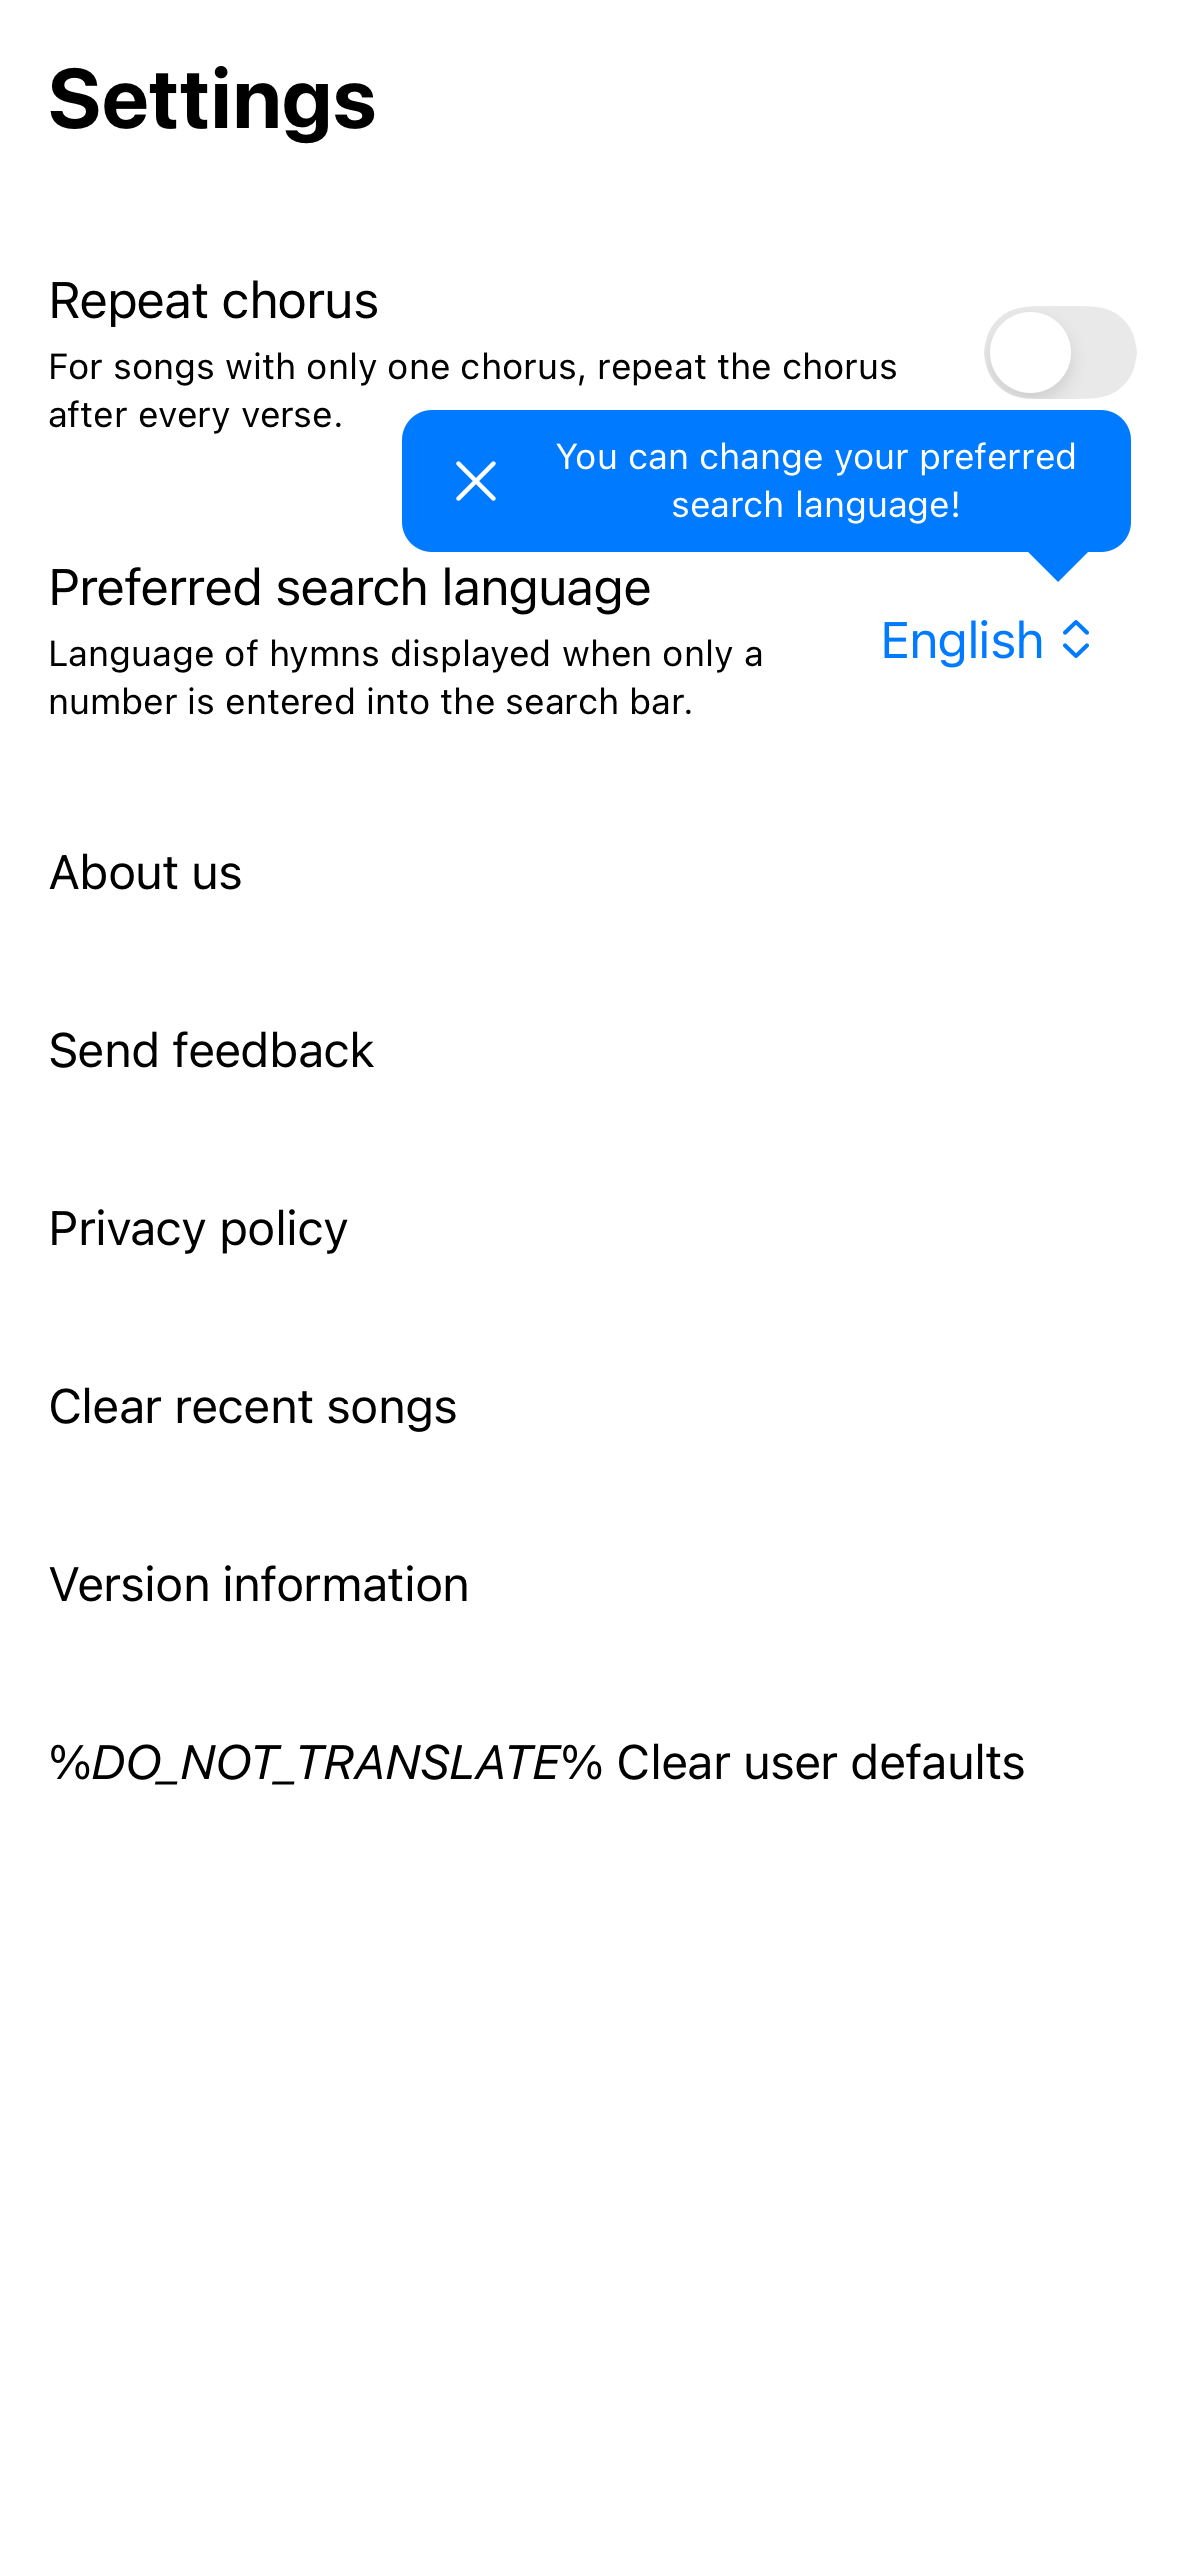 Settings
Repeat chorus
For songs with only one chorus, repeat the chorus
after every verse.
You can change your preferred
search language!
Preferred search language
Language of hymns displayed when only a
number is entered into the search bar.
English
About us
Send feedback
Privacy policy
Clear recent songs
Version information
%DO_NOT_TRANSLATE% Clear user defaults